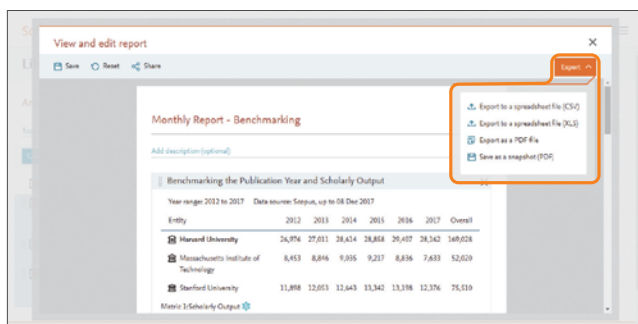 View and edit report
Save Reset Share
Export
Export to a spreadsheet file (CSV)
Export to a spreadsheet file (XLS)
Export as a PDF file
Save as a snapshot (PDF)
Monthly Report - Benchmarking
Add description (optional)
Benchmarking the Publication Year and Scholarly Output
Year range: 2012 to 2017 Data source: Scopus, up to 08 Dec 2017
Entity 2012 2013 2014 2015 2016 2017 Overall
Harvard University 26,976 27,011 28,614 28,858 29,407 28,162 169,028
Massachusetts Institute of Technology 8,453 8,846 9,035 9,217 8,836 7,633 52,020
Stanford University 11,898 12,053 12,643 13,342 13,198 12,376 75,510
Metric 1: Scholarly Output